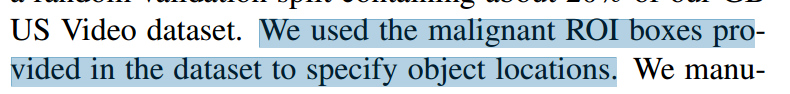 US Video dataset. We used the malignant ROI boxes pro-
vided in the dataset to specify object locations. We manu-